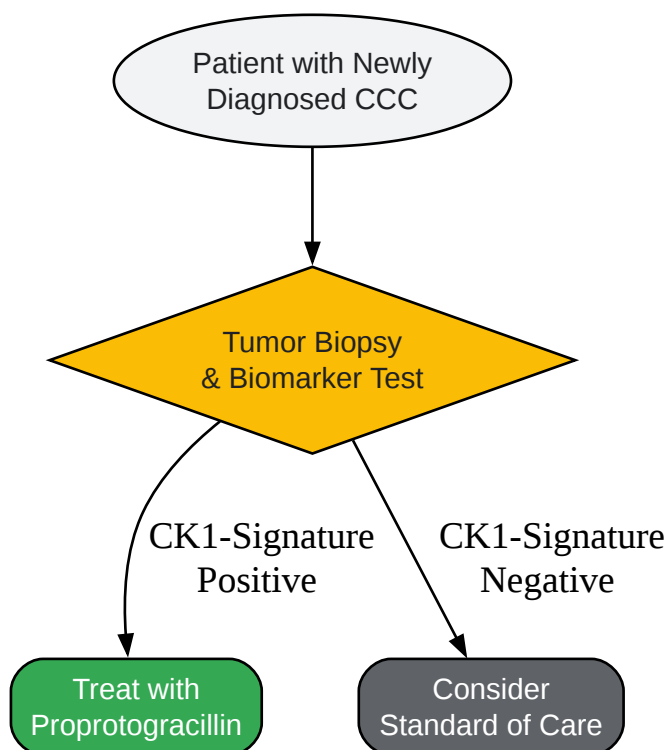 Patient with Newly
Diagnosed CCC
Tumor Biopsy
& Biomarker Test
CK1-Signature
Positive
CK1-Signature
Negative
Treat with
Proprotogracillin
Consider
Standard of Care